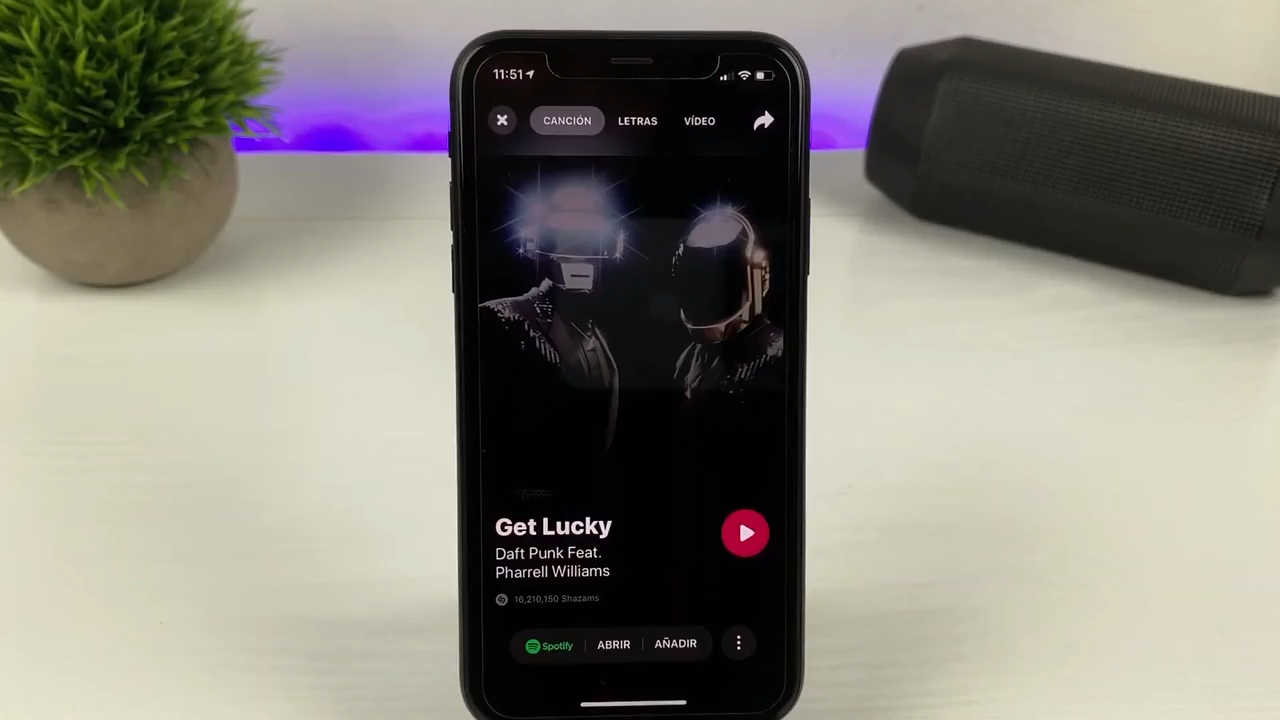 11:51
CANCIÓN LETRAS VÍDEO
Get Lucky
Daft Punk Feat.
Pharrell Williams
16,210,150 Shazams
Spotify ABRIR AÑADIR